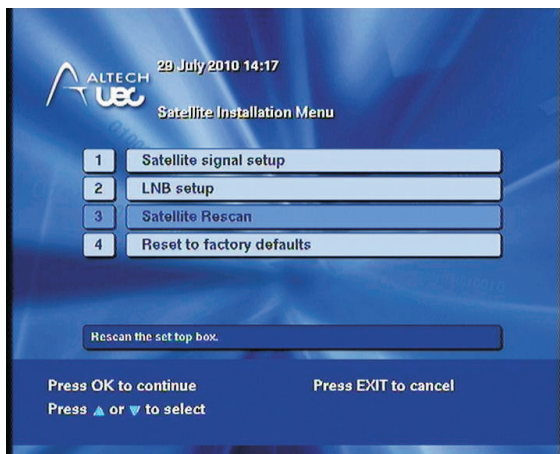 29 July 2010 14:17
ALTECH
UEC
Satellite Installation Menu
1 Satellite signal setup
2 LNB setup
3 Satellite Rescan
4 Reset to factory defaults
Rescan the set top box.
Press OK to continue
Press EXIT to cancel
Press ▲ or ▼ to select